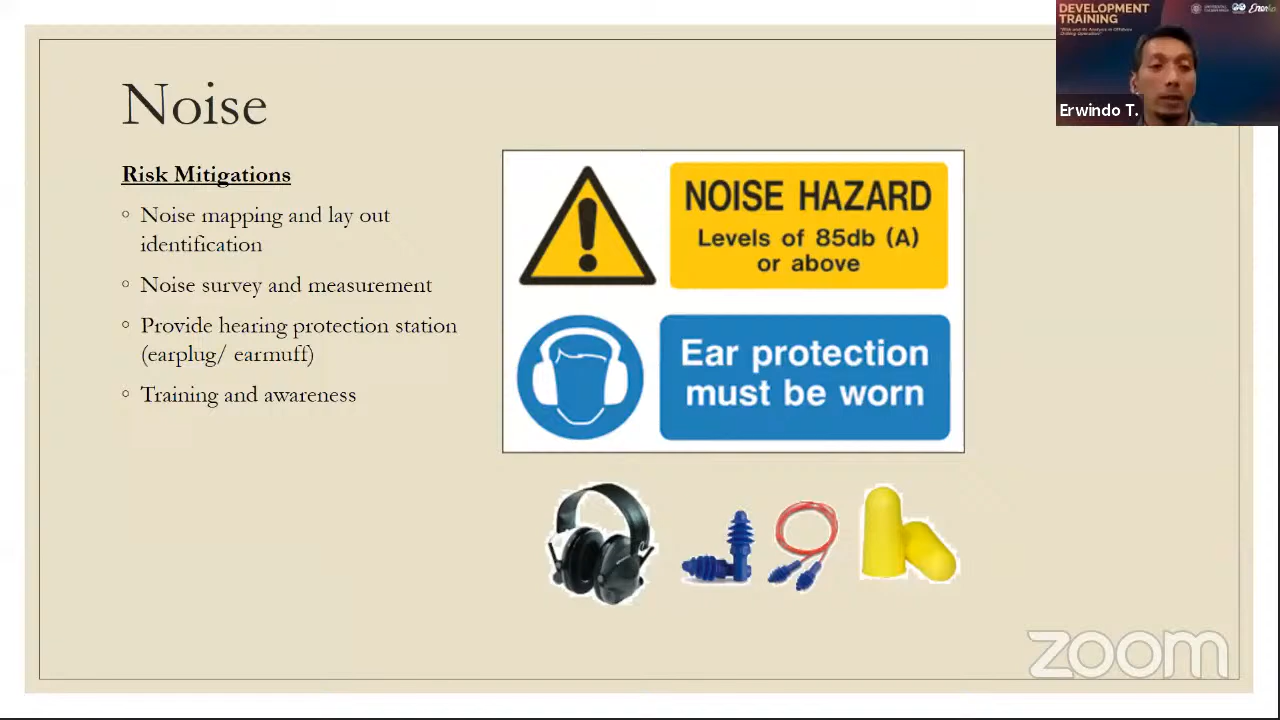 Noise
Risk Mitigations
Noise mapping and lay out
identification
Noise survey and measurement
Provide hearing protection station
(earplug/ earmuff)
Training and awareness
NOISE HAZARD
Levels of 85db (A)
or above
Ear protection
must be worn
DEVELOPMENT
TRAINING
Erwindo T.
zoom